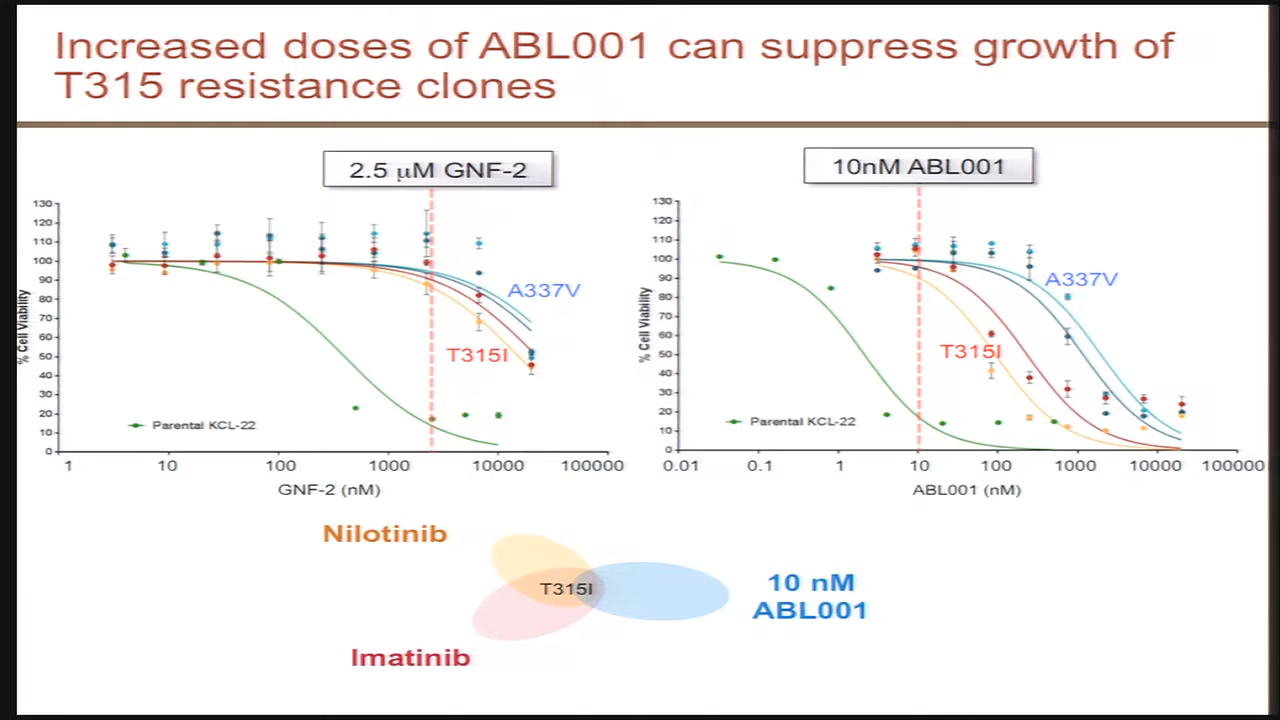 Increased doses of ABL001 can suppress growth of
T315 resistance clones
2.5 μM GNF-2
130
120
110
100
90
80
70
60
50
40
30
20
10
0
% Cell Viability
A337V
T315I
Parental KCL-22
1 10 100 1000 10000 100000
GNF-2 (nM)
10nM ABL001
130
120
110
100
90
80
70
60
50
40
30
20
10
0
% Cell Viability
A337V
T315I
Parental KCL-22
0.01 0.1 1 10 100 1000 10000 100000
ABL001 (nM)
Nilotinib
T315I
10 nM
ABL001
Imatinib